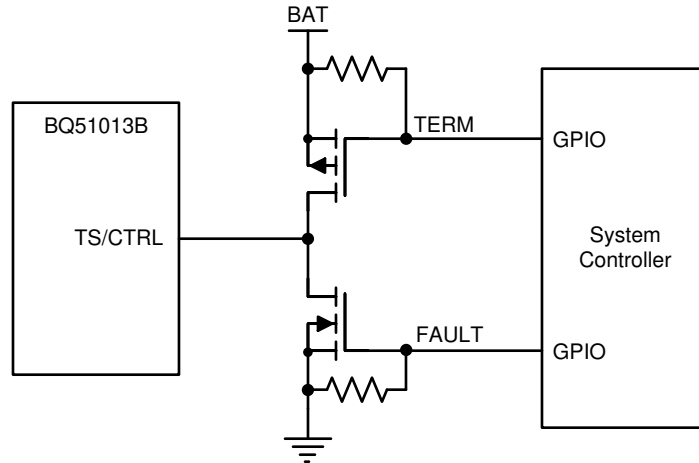 BAT
BQ51013B
TERM
GPIO
TS/CTRL
System
Controller
FAULT
GPIO